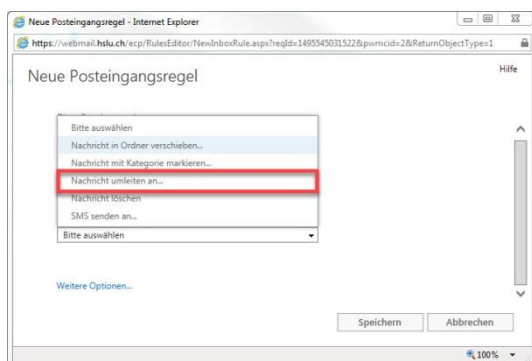 Neue Posteingangsregel - Internet Explorer
https://webmail.hslu.ch/ecp/RulesEditor/NewInboxRule.aspx?reqId=1495545031522&pwmcid=2&ReturnObjectType=1
Hilfe
Neue Posteingangsregel
Bitte auswählen
Nachricht in Ordner verschieben...
Nachricht mit Kategorie markieren...
Nachricht umleiten an...
Nachricht löschen
SMS senden an...
Bitte auswählen
Weitere Optionen...
Speichern Abbrechen
100%